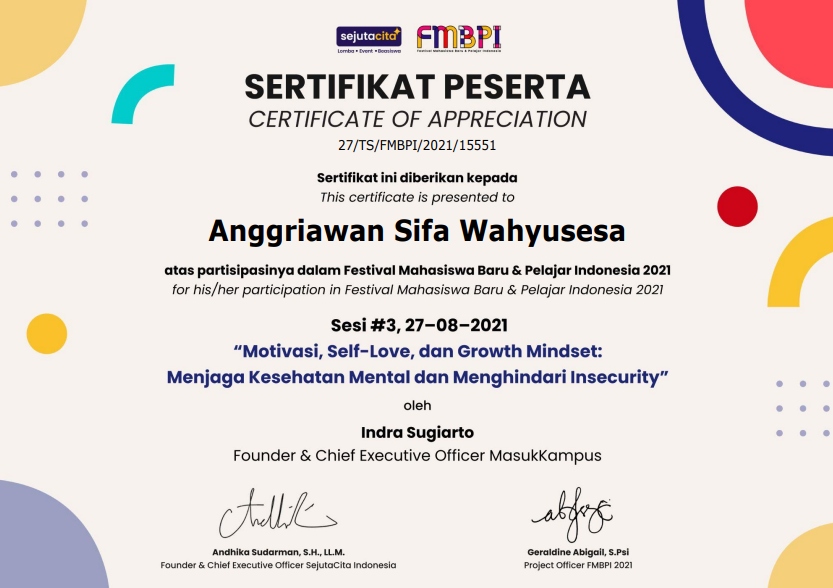 sejutacita
Lomba • Event • Beasiswa
FMBPI
Festival Mahasiswa Baru & Pelajar Indonesia
SERTIFIKAT PESERTA
CERTIFICATE OF APPRECIATION
27/TS/FMBPI/2021/15551
Sertifikat ini diberikan kepada
This certificate is presented to
Anggriawan Sifa Wahyusesa
atas partisipasinya dalam Festival Mahasiswa Baru & Pelajar Indonesia 2021
for his/her participation in Festival Mahasiswa Baru & Pelajar Indonesia 2021
Sesi #3, 27–08–2021
“Motivasi, Self-Love, dan Growth Mindset:
Menjaga Kesehatan Mental dan Menghindari Insecurity”
oleh
Indra Sugiarto
Founder & Chief Executive Officer MasukKampus
Andhika Sudarman, S.H., LL.M.
Founder & Chief Executive Officer SejutaCita Indonesia
Geraldine Abigail, S.Psi
Project Officer FMBPI 2021